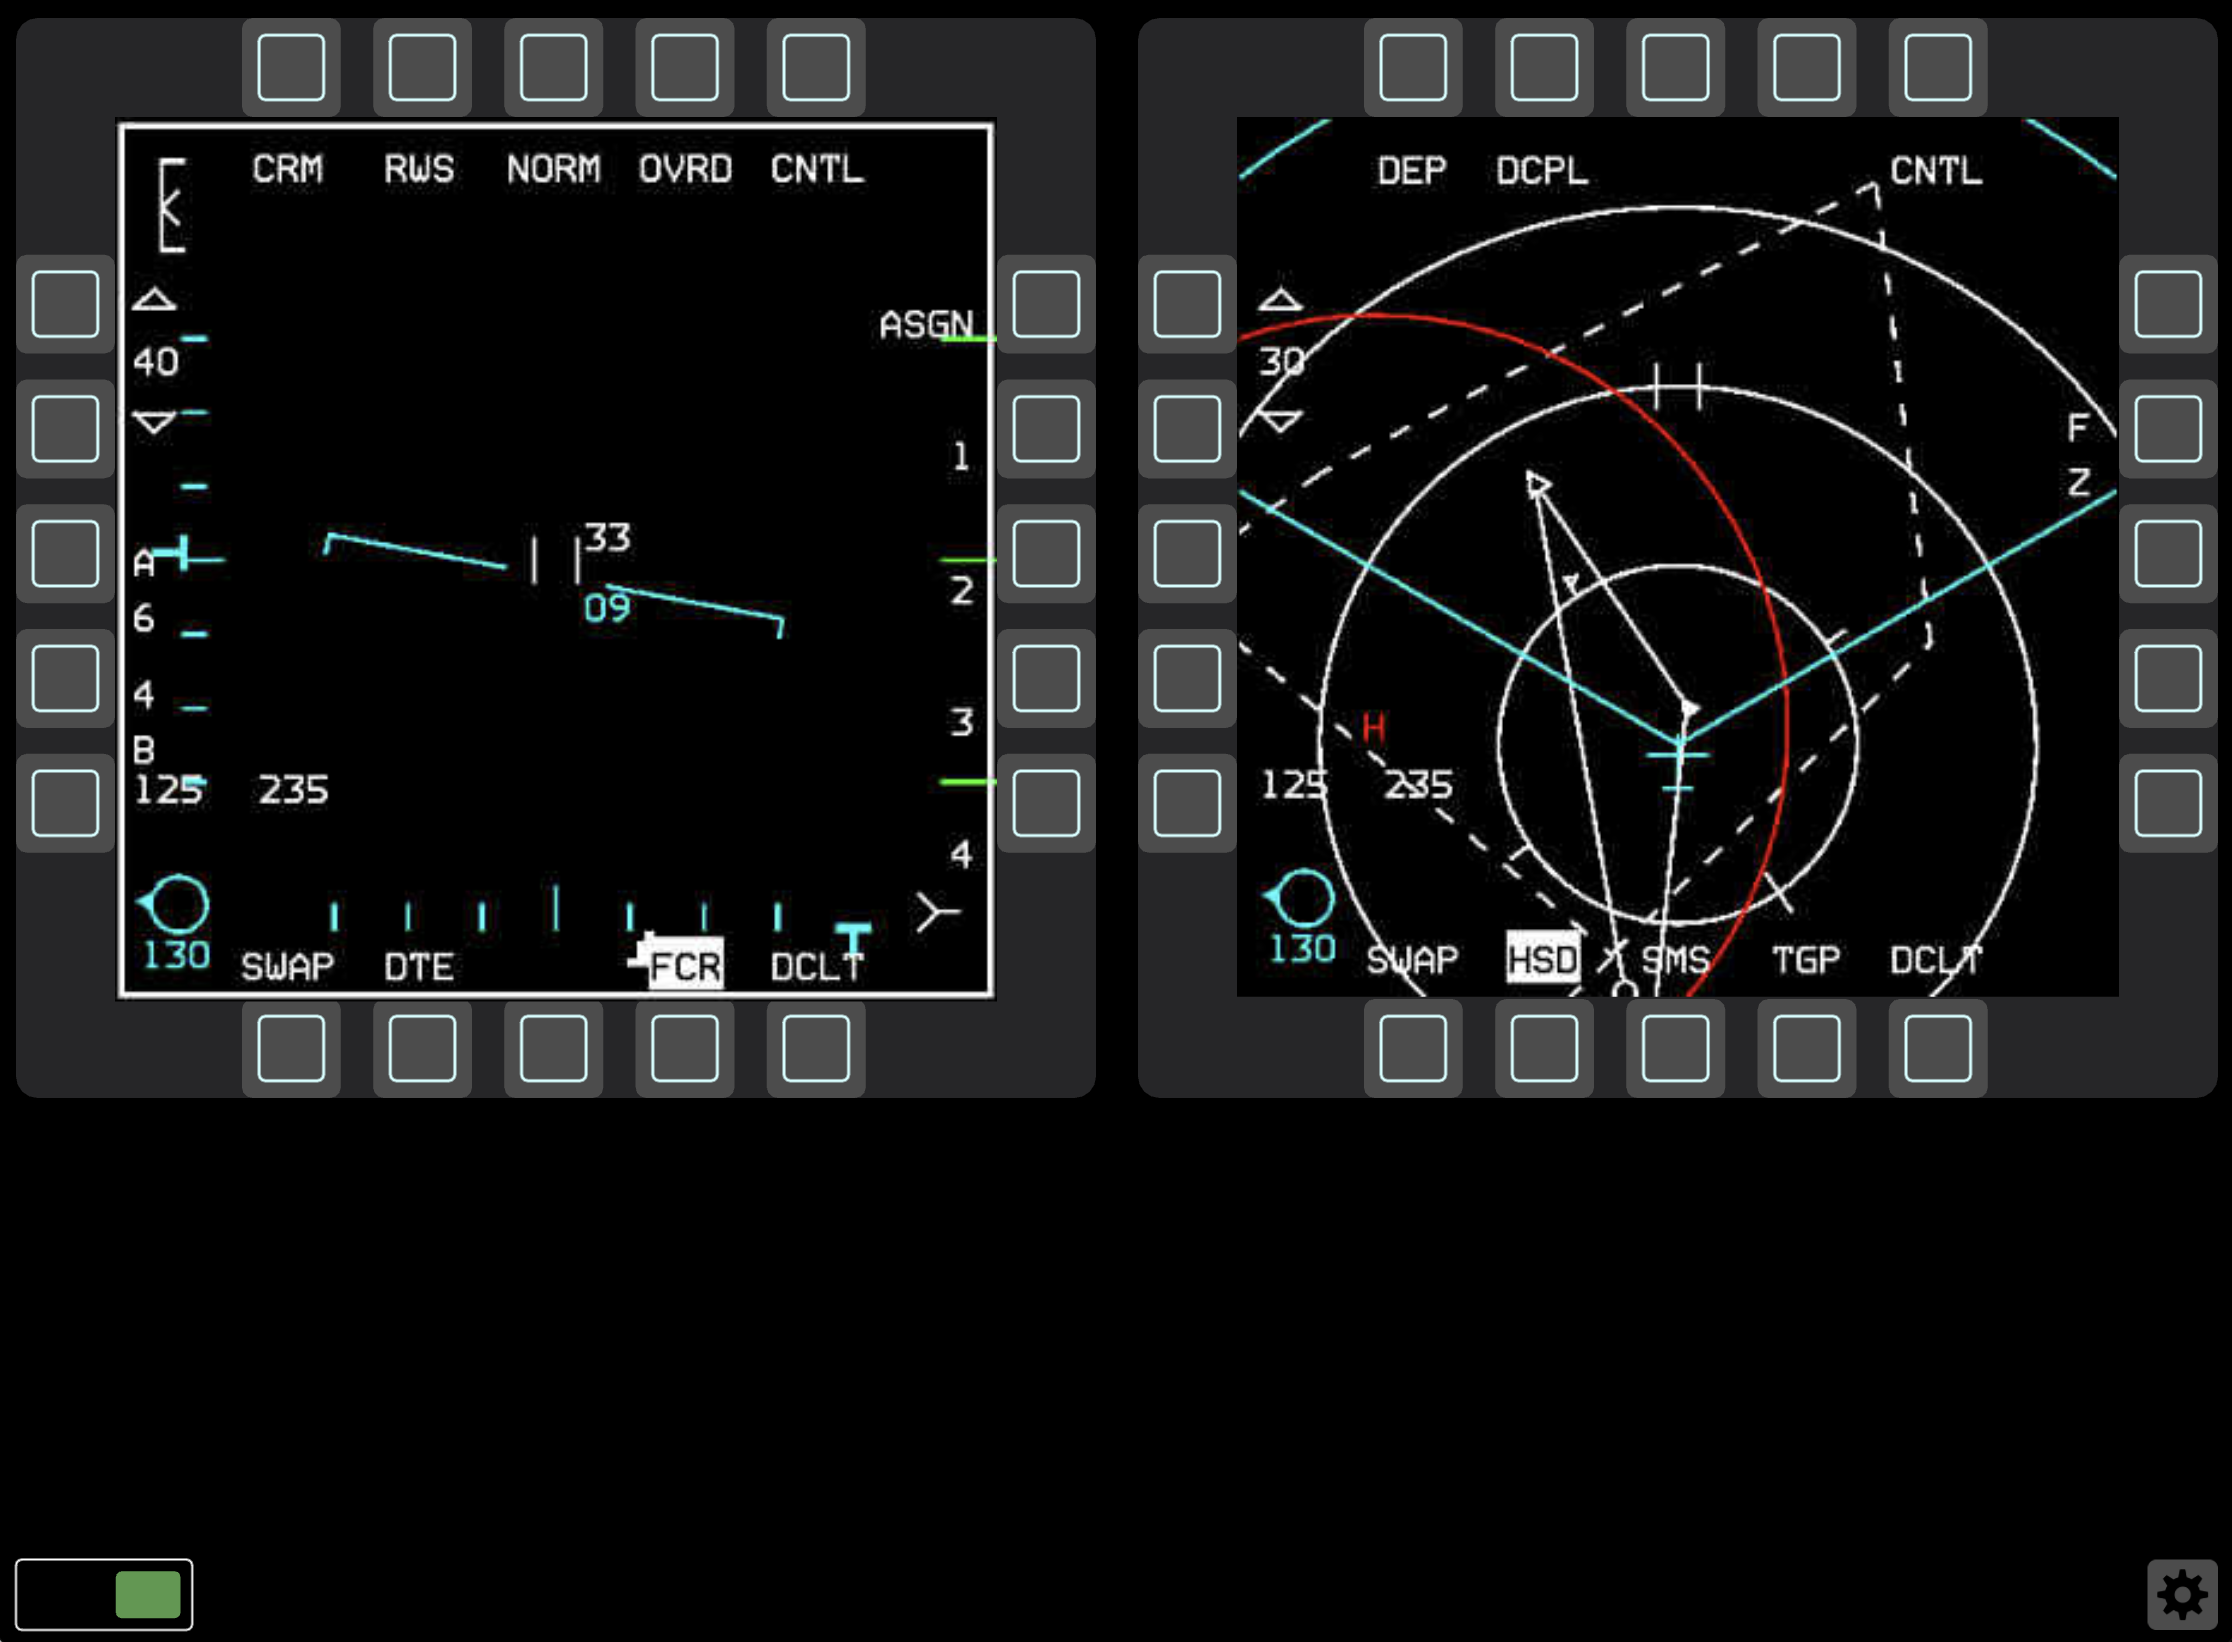 CRM RWS NORM OVRD CNTL
ASGN
40
1
33
A
2
09
6
4
3
B
125 235
4
130
SWAP DTE FCR DCLT
DEP DCPL CNTL
30
F
Z
H
125 235
130
SWAP HSD SMS TGP DCLT